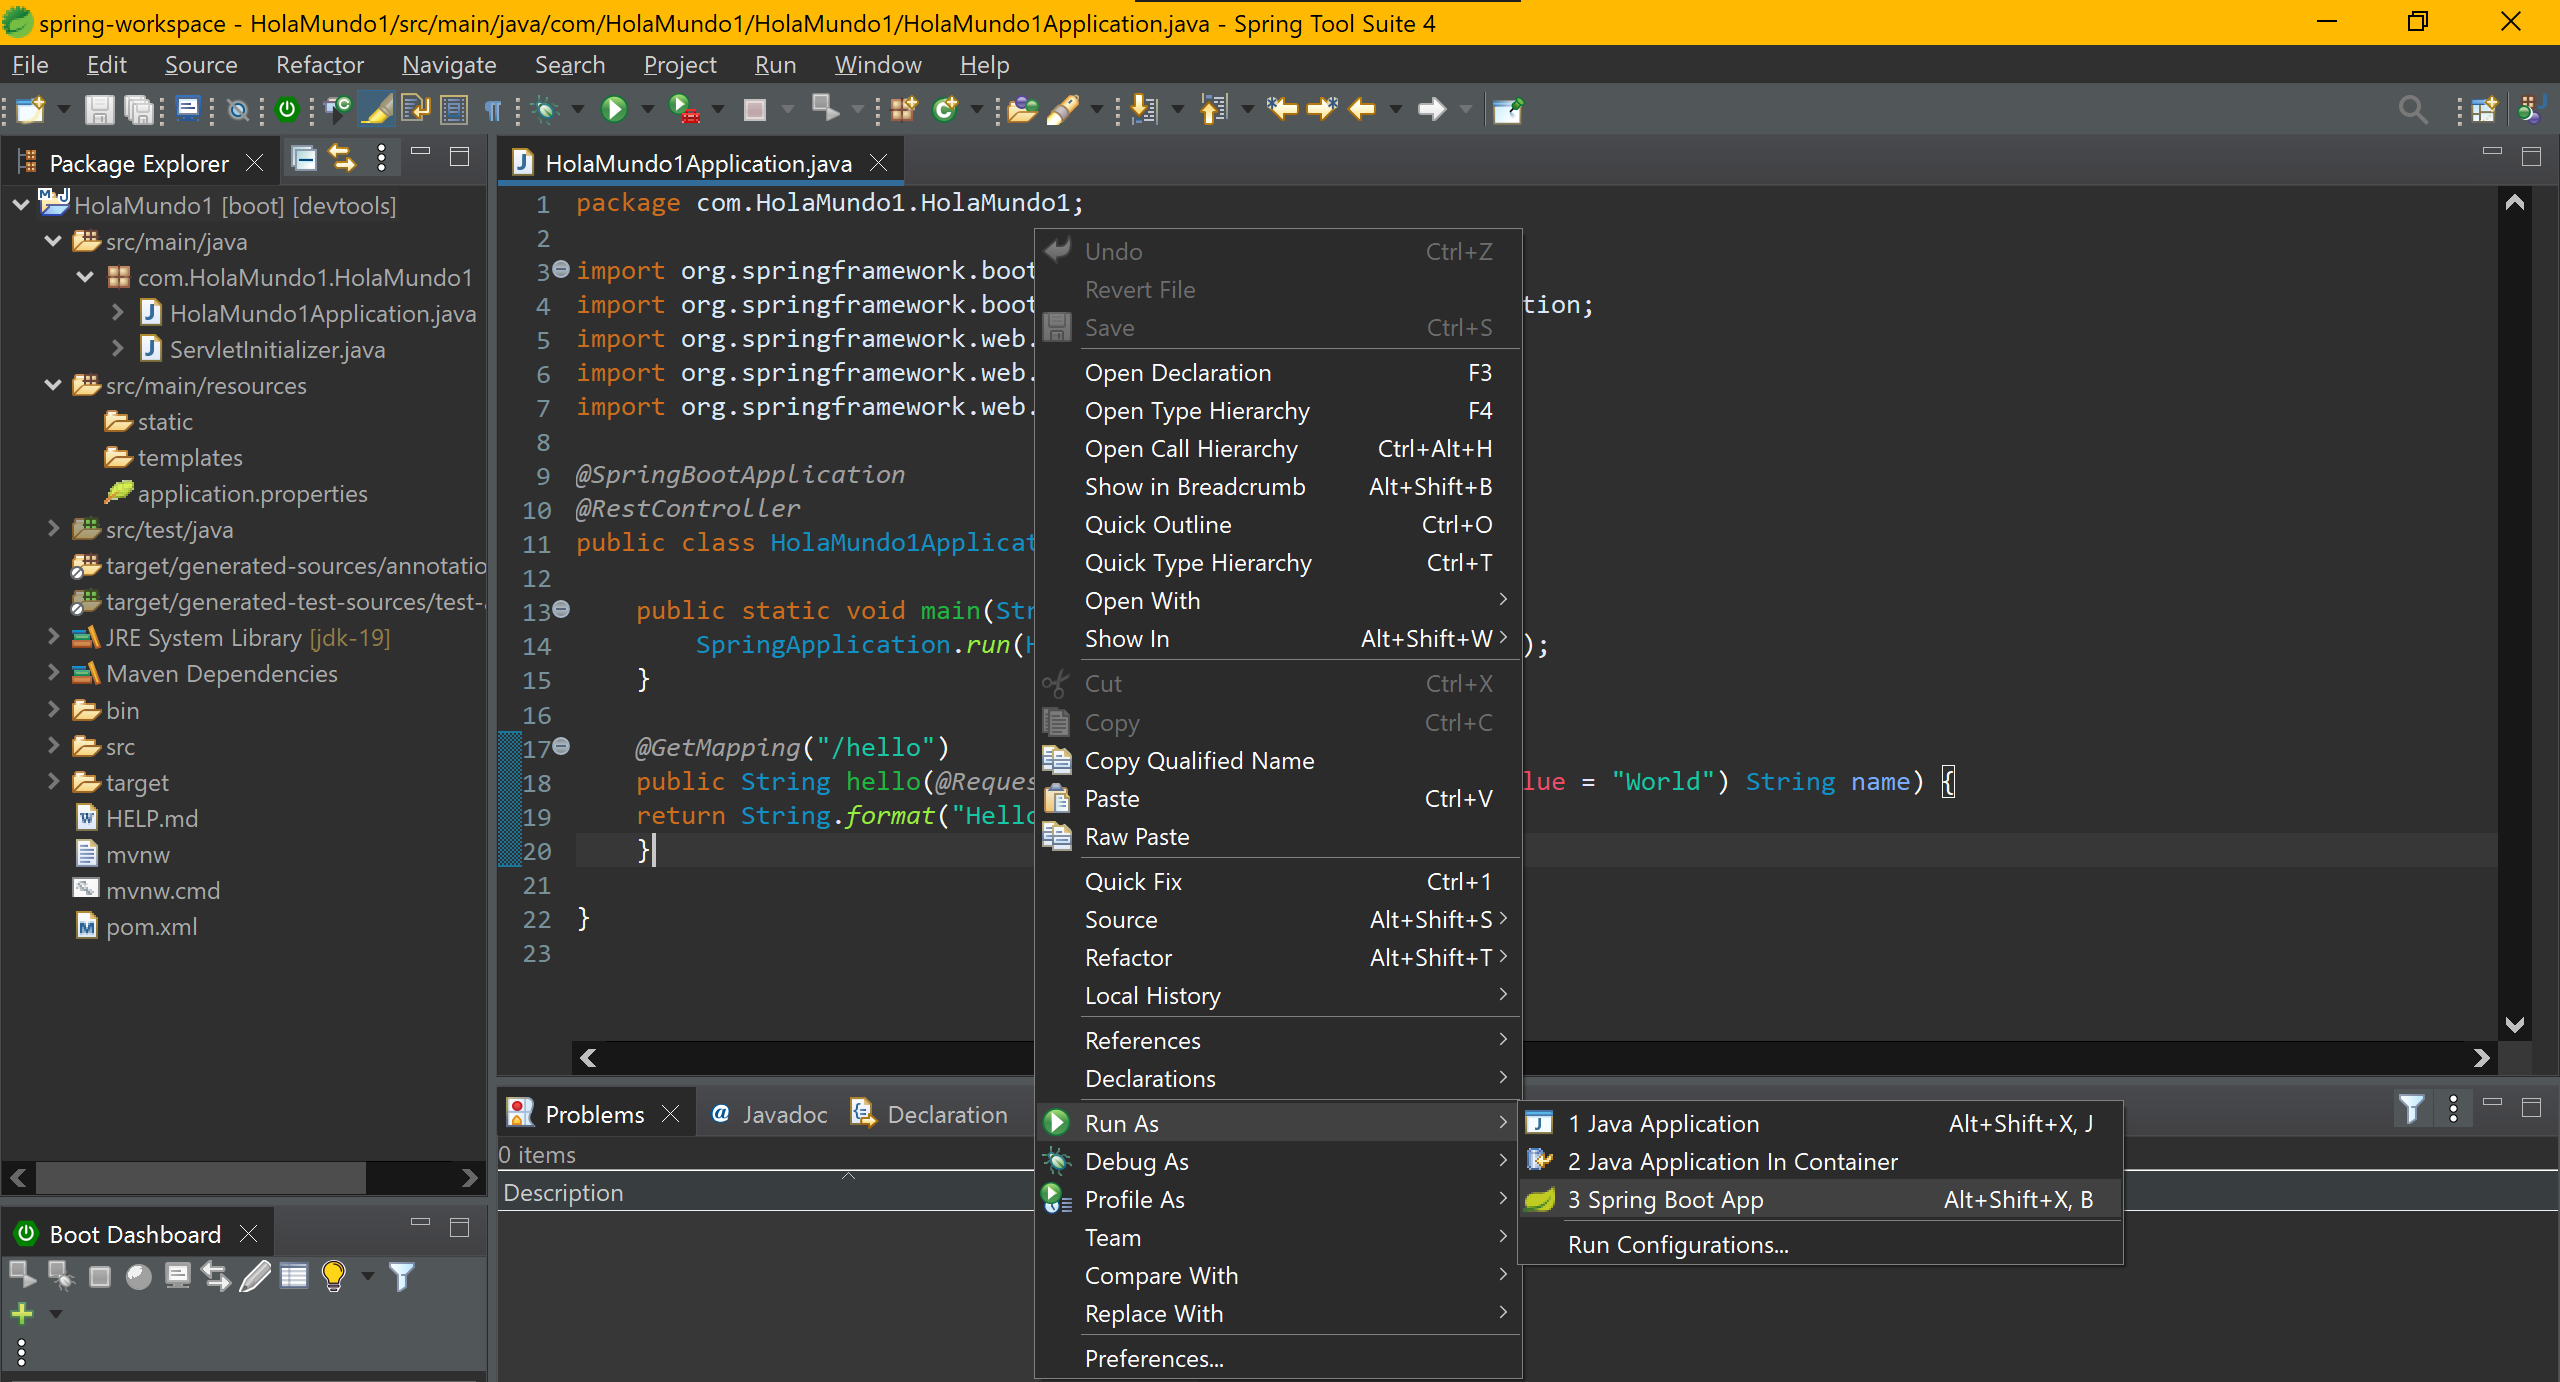 spring-workspace - HolaMundo1/src/main/java/com/HolaMundo1/HolaMundo1/HolaMundo1Application.java - Spring Tool Suite 4
File Edit Source Refactor Navigate Search Project Run Window Help
Package Explorer
HolaMundo1 [boot] [devtools]
src/main/java
com.HolaMundo1.HolaMundo1
HolaMundo1Application.java
ServletInitializer.java
src/main/resources
static
templates
application.properties
src/test/java
target/generated-sources/annotatio
target/generated-test-sources/test-
JRE System Library [jdk-19]
Maven Dependencies
bin
src
target
HELP.md
mvnw
mvnw.cmd
pom.xml
Boot Dashboard
HolaMundo1Application.java
1 package com.HolaMundo1.HolaMundo1;
2
3 import org.springframework.boot
4 import org.springframework.boot tion;
5 import org.springframework.web.
6 import org.springframework.web.
7 import org.springframework.web.
8
9 @SpringBootApplication
10 @RestController
11 public class HolaMundo1Applicat
12
13 public static void main(Str
14 SpringApplication.run(H );
15 }
16
17 @GetMapping("/hello")
18 public String hello(@Reques lue = "World") String name) {
19 return String.format("Hello
20 }
21
22 }
23
Undo Ctrl+Z
Revert File
Save Ctrl+S
Open Declaration F3
Open Type Hierarchy F4
Open Call Hierarchy Ctrl+Alt+H
Show in Breadcrumb Alt+Shift+B
Quick Outline Ctrl+O
Quick Type Hierarchy Ctrl+T
Open With
Show In Alt+Shift+W
Cut Ctrl+X
Copy Ctrl+C
Copy Qualified Name
Paste Ctrl+V
Raw Paste
Quick Fix Ctrl+1
Source Alt+Shift+S
Refactor Alt+Shift+T
Local History
References
Declarations
Run As
Debug As
Profile As
Team
Compare With
Replace With
Preferences...
1 Java Application Alt+Shift+X, J
2 Java Application In Container
3 Spring Boot App Alt+Shift+X, B
Run Configurations...
Problems Javadoc Declaration
0 items
Description